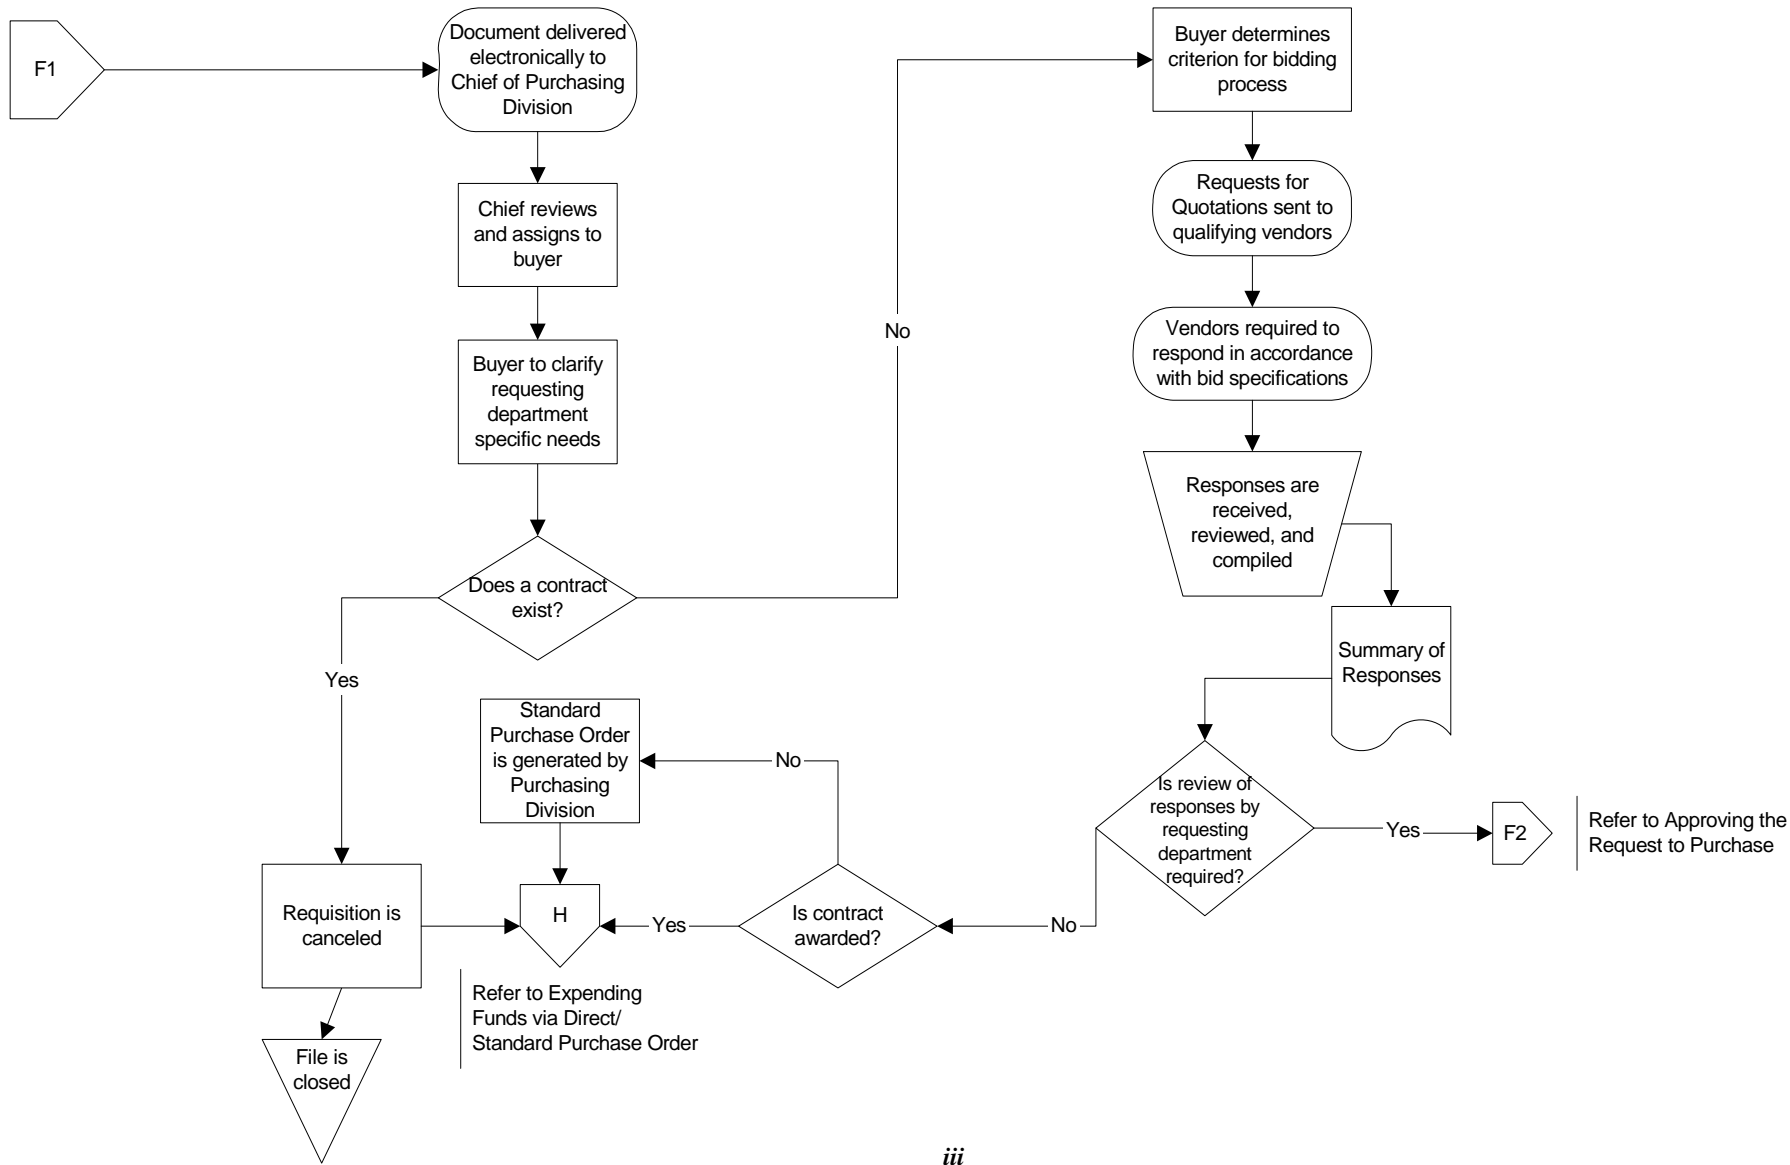 F1
Document delivered
electronically to
Chief of Purchasing
Division
Chief reviews
and assigns to
buyer
Buyer to clarify
requesting
department
specific needs
Does a contract
exist?
No
Yes
Buyer determines
criterion for bidding
process
Requests for
Quotations sent to
qualifying vendors
Vendors required to
respond in accordance
with bid specifications
Responses are
received,
reviewed, and
compiled
Summary of
Responses
Is review of
responses by
requesting
department
required?
Yes
F2
Refer to Approving the
Request to Purchase
No
Is contract
awarded?
No
Yes
Standard
Purchase Order
is generated by
Purchasing
Division
H
Refer to Expending
Funds via Direct/
Standard Purchase Order
Requisition is
canceled
File is
closed
iii